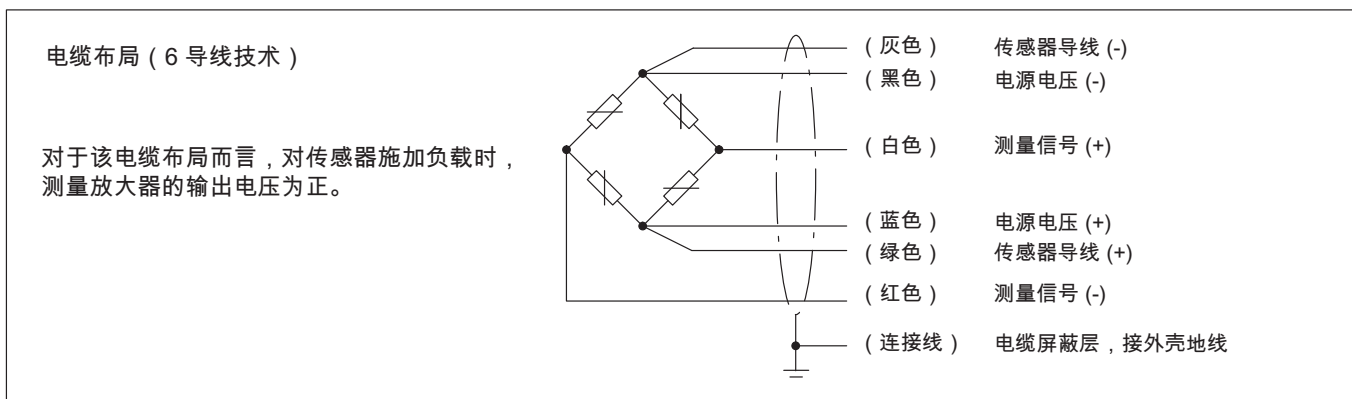 电缆布局（6 导线技术）
对于该电缆布局而言，对传感器施加负载时，
测量放大器的输出电压为正。
（灰色） 传感器导线 (-)
（黑色） 电源电压 (-)
（白色） 测量信号 (+)
（蓝色） 电源电压 (+)
（绿色） 传感器导线 (+)
（红色） 测量信号 (-)
（连接线） 电缆屏蔽层，接外壳地线